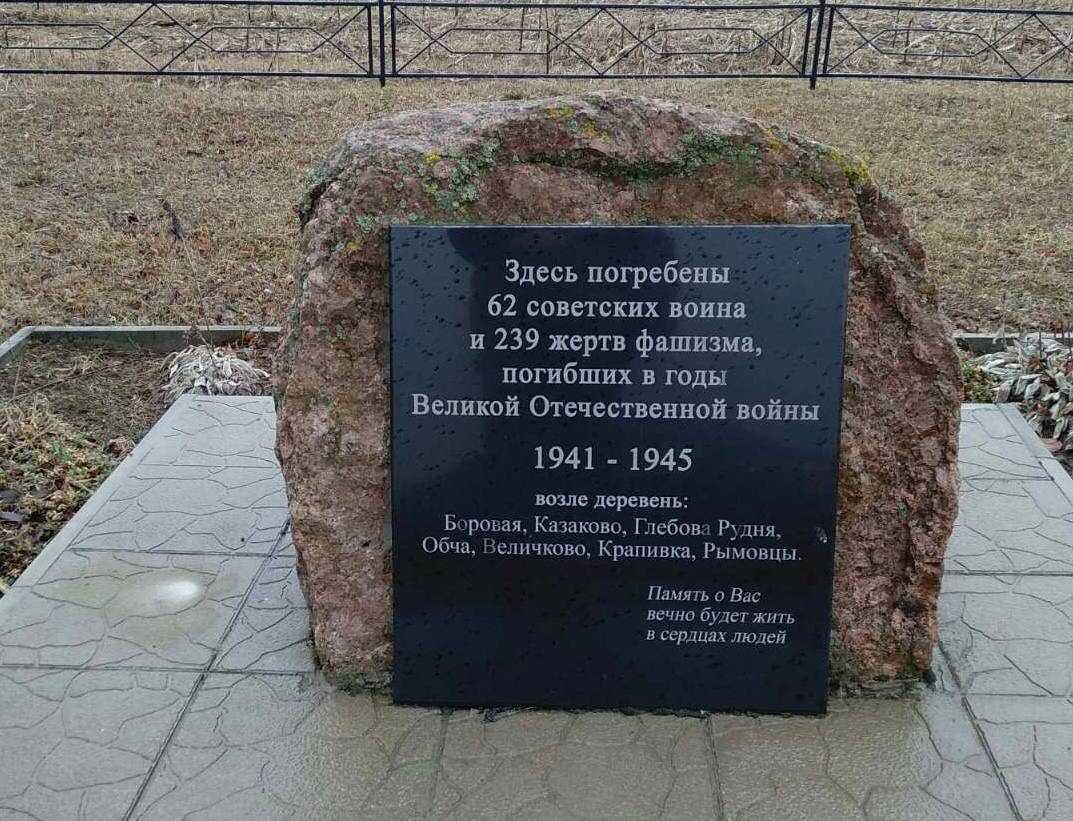 Здесь погребены
62 советских воина
и 239 жертв фашизма,
погибших в годы
Великой Отечественной войны
1941 - 1945
возле деревень:
Боровая, Казаково, Глебова Рудня,
Обча, Величково, Крапивка, Рымовцы.
Память о Вас
вечно будет жить
в сердцах людей